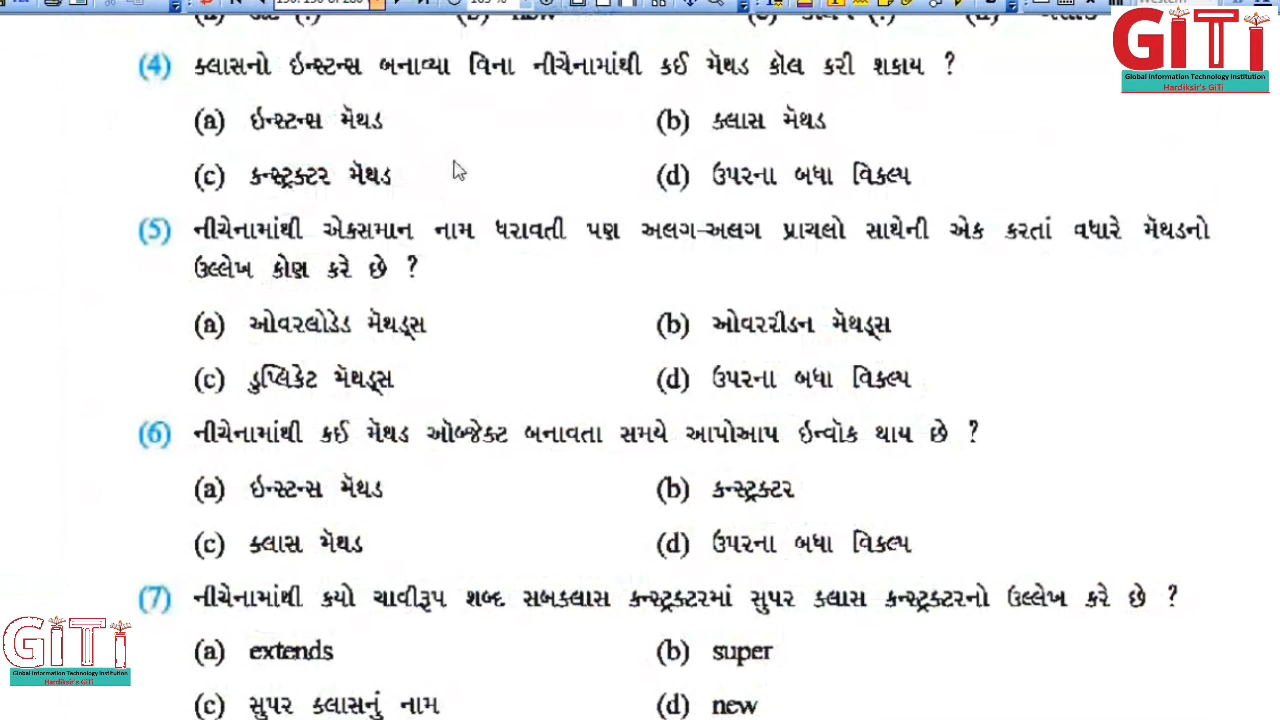 GiTi
Global Information Technology Institution
Hardiksir's GiTi
(4) ક્લાસનો ઇન્સ્ટન્સ બનાવ્યા વિના નીચેનામાંથી કઈ મૅથડ કૉલ કરી શકાય ?
(a) ઇન્સ્ટન્સ મૅથડ (b) ક્લાસ મૅથડ
(c) કન્સ્ટ્રક્ટર મૅથડ (d) ઉપરના બધા વિકલ્પ
(5) નીચેનામાંથી એકસમાન નામ ધરાવતી પણ અલગ-અલગ પ્રાચલો સાથેની એક કરતાં વધારે મૅથડનો
ઉલ્લેખ કોણ કરે છે ?
(a) ઓવરલોડેડ મૅથડ્સ (b) ઓવરરીડન મૅથડ્સ
(c) ડુપ્લિકેટ મૅથડ્સ (d) ઉપરના બધા વિકલ્પ
(6) નીચેનામાંથી કઈ મૅથડ ઑબ્જેક્ટ બનાવતા સમયે આપોઆપ ઇન્વૉક થાય છે ?
(a) ઇન્સ્ટન્સ મૅથડ (b) કન્સ્ટ્રક્ટર
(c) ક્લાસ મૅથડ (d) ઉપરના બધા વિકલ્પ
(7) નીચેનામાંથી કયો ચાવીરૂપ શબ્દ સબક્લાસ કન્સ્ટ્રક્ટરમાં સુપર ક્લાસ કન્સ્ટ્રક્ટરનો ઉલ્લેખ કરે છે ?
(a) extends (b) super
(c) સુપર ક્લાસનું નામ (d) new
GiTi
Global Information Technology Institution
Hardiksir's GiTi